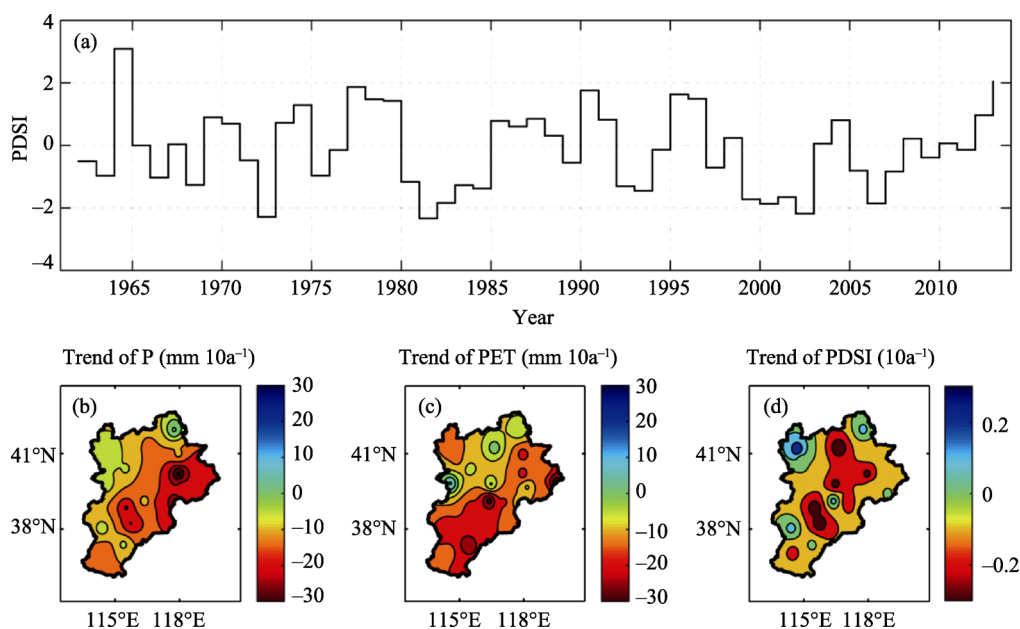 (a)
PDSI
4
2
0
−2
−4
1965 1970 1975 1980 1985 1990 1995 2000 2005 2010
Year
Trend of P (mm 10a⁻¹) Trend of PET (mm 10a⁻¹) Trend of PDSI (10a⁻¹)
(b)
41°N
38°N
115°E 118°E
30
20
10
0
−10
−20
−30
(c)
41°N
38°N
115°E 118°E
30
20
10
0
−10
−20
−30
(d)
41°N
38°N
115°E 118°E
0.2
0
−0.2